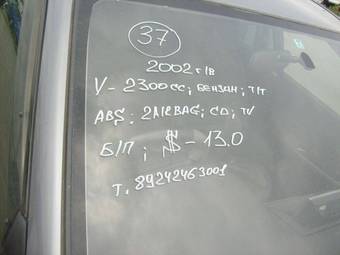 37
2002 г/в
V - 2300 cc; БЕНЗИН; т/т
ABS; 2AIRBAG; CD; TV
Б/П; $ - 13.0
т. 89242463001